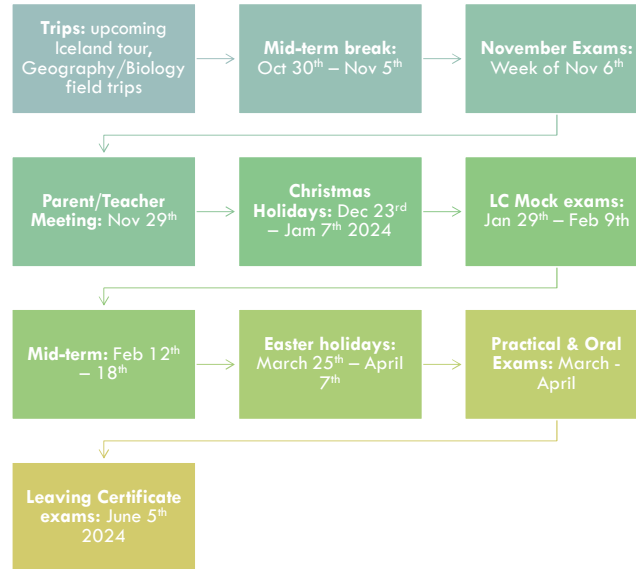 Trips: upcoming
Iceland tour,
Geography/Biology
field trips
Mid-term break:
Oct 30th – Nov 5th
November Exams:
Week of Nov 6th
Parent/Teacher
Meeting: Nov 29th
Christmas
Holidays: Dec 23rd
– Jam 7th 2024
LC Mock exams:
Jan 29th – Feb 9th
Mid-term: Feb 12th
– 18th
Easter holidays:
March 25th – April
7th
Practical & Oral
Exams: March -
April
Leaving Certificate
exams: June 5th
2024